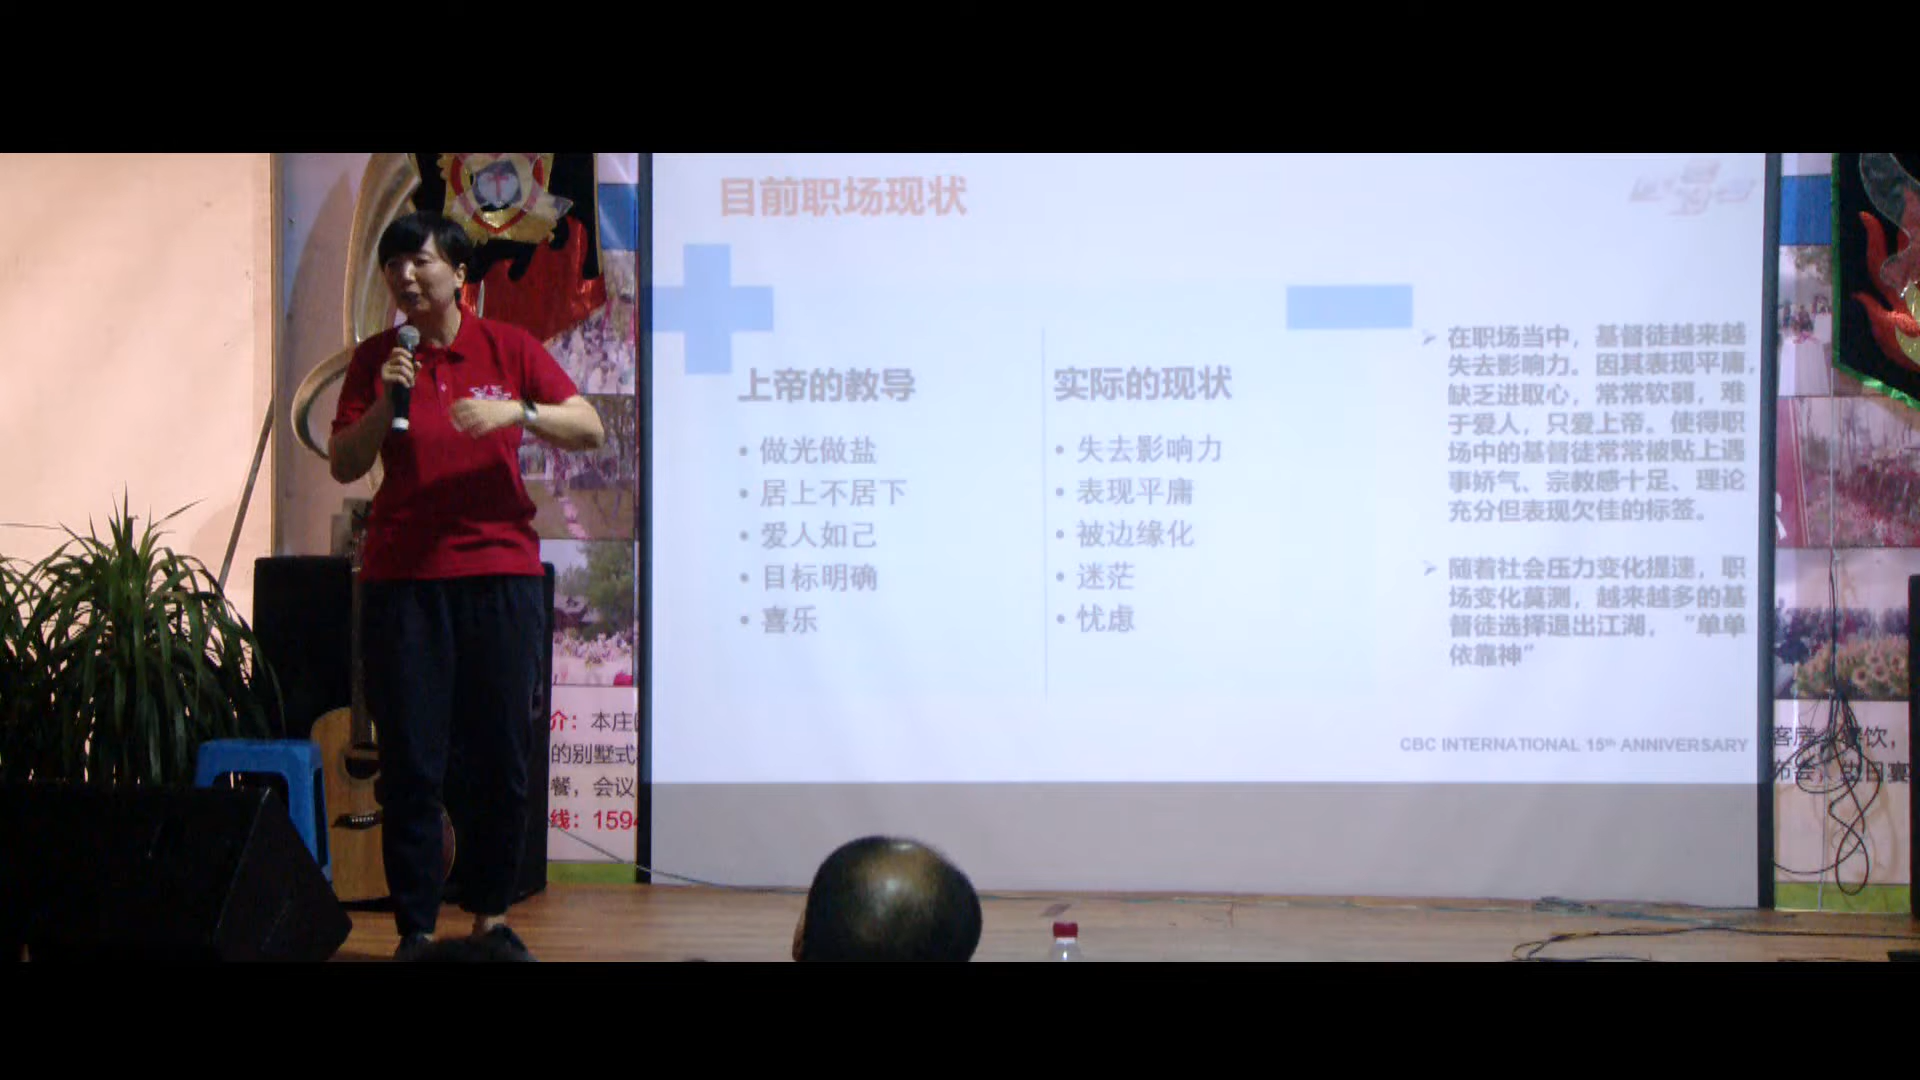 目前职场现状
上帝的教导
• 做光做盐
• 居上不居下
• 爱人如己
• 目标明确
• 喜乐
实际的现状
• 失去影响力
• 表现平庸
• 被边缘化
• 迷茫
• 忧虑
➢ 在职场当中，基督徒越来越
失去影响力。因其表现平庸，
缺乏进取心，常常软弱，难
于爱人，只爱上帝。使得职
场中的基督徒常常被贴上遇
事娇气、宗教感十足、理论
充分但表现欠佳的标签。
➢ 随着社会压力变化提速，职
场变化莫测，越来越多的基
督徒选择退出江湖，"单单
依靠神"
CBC INTERNATIONAL 15th ANNIVERSARY
介：本庄
的别墅式
餐，会议
线：159